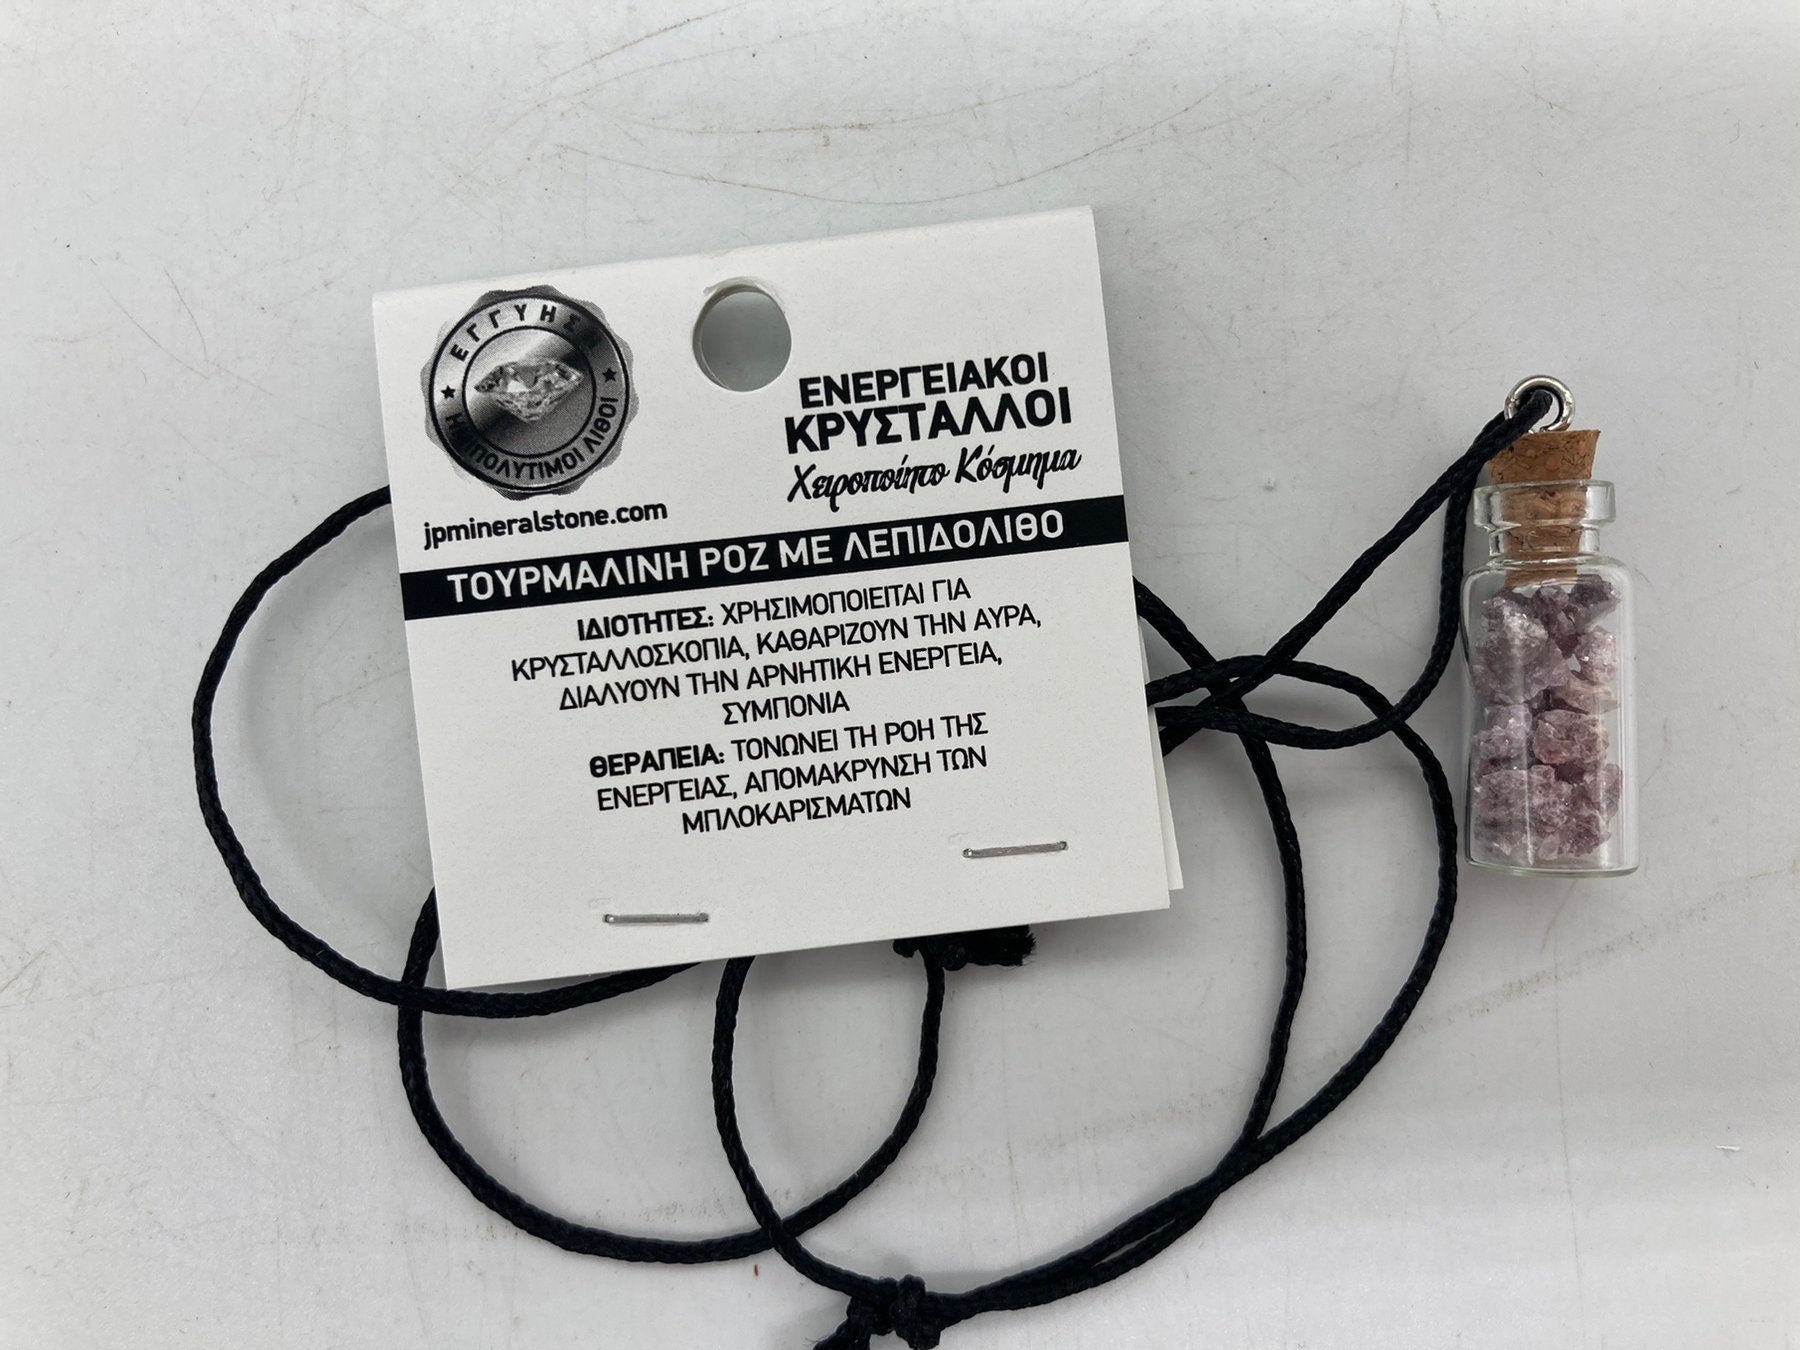 ΕΓΓΥΗΣΗ
ΗΜΙΠΟΛΥΤΙΜΟΙ ΛΙΘΟΙ
jpmineralstone.com
ΕΝΕΡΓΕΙΑΚΟΙ
ΚΡΥΣΤΑΛΛΟΙ
Χειροποίητο Κόσμημα
ΤΟΥΡΜΑΛΙΝΗ ΡΟΖ ΜΕ ΛΕΠΙΔΟΛΙΘΟ
ΙΔΙΟΤΗΤΕΣ: ΧΡΗΣΙΜΟΠΟΙΕΙΤΑΙ ΓΙΑ
ΚΡΥΣΤΑΛΛΟΣΚΟΠΙΑ, ΚΑΘΑΡΙΖΟΥΝ ΤΗΝ ΑΥΡΑ,
ΔΙΑΛΥΟΥΝ ΤΗΝ ΑΡΝΗΤΙΚΗ ΕΝΕΡΓΕΙΑ,
ΣΥΜΠΟΝΙΑ
ΘΕΡΑΠΕΙΑ: ΤΟΝΩΝΕΙ ΤΗ ΡΟΗ ΤΗΣ
ΕΝΕΡΓΕΙΑΣ, ΑΠΟΜΑΚΡΥΝΣΗ ΤΩΝ
ΜΠΛΟΚΑΡΙΣΜΑΤΩΝ